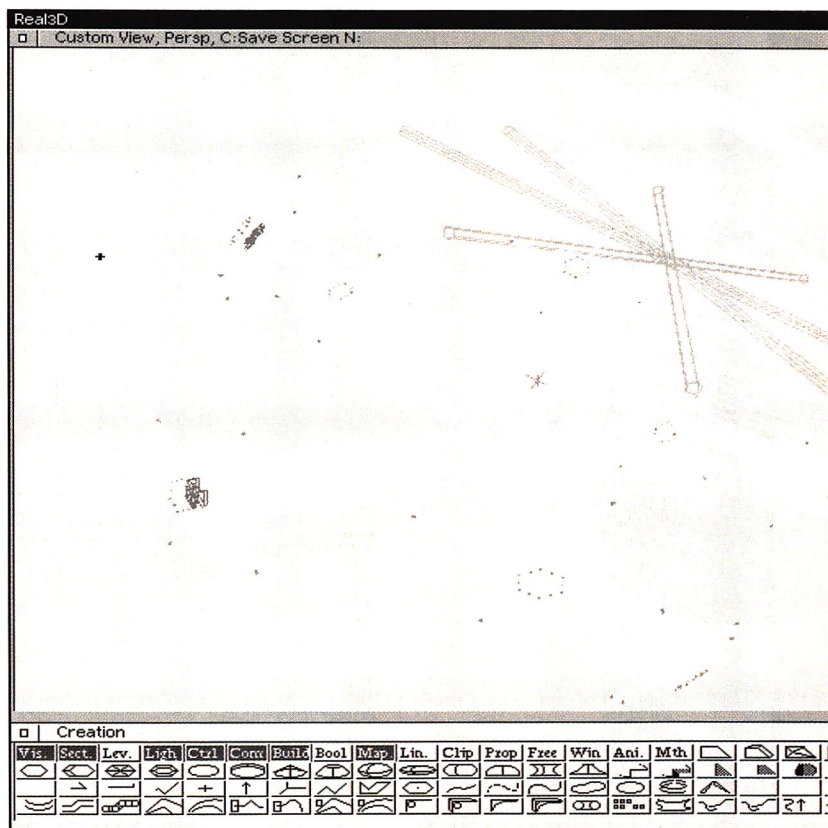 Real3D
Custom View, Persp, C:Save Screen N:
Creation
Vis. Sect. Lev. Ligh Ctrl Com Build Bool Map. Lin. Clip Prop Free Win Ani. Mth